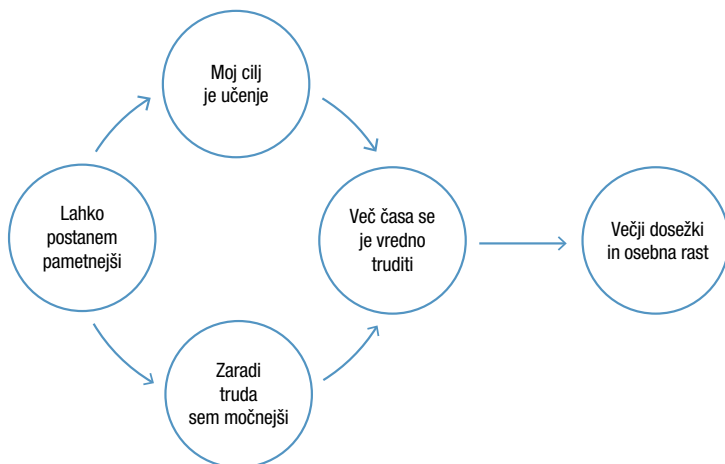 Moj cilj
je učenje
Lahko
postanem
pametnejši
Več časa se
je vredno
truditi
Večji dosežki
in osebna rast
Zaradi
truda
sem močnejši